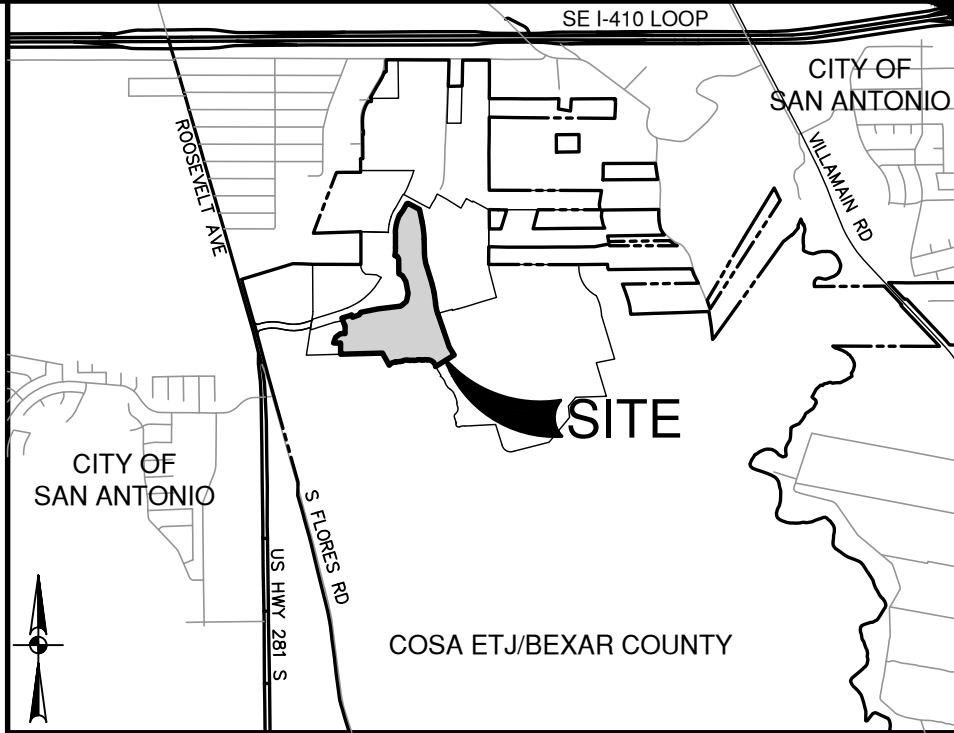 SE I-410 LOOP
CITY OF
SAN ANTONIO
ROOSEVELT AVE
VILLAMAIN RD
SITE
CITY OF
SAN ANTONIO
S FLORES RD
US HWY 281 S
COSA ETJ/BEXAR COUNTY